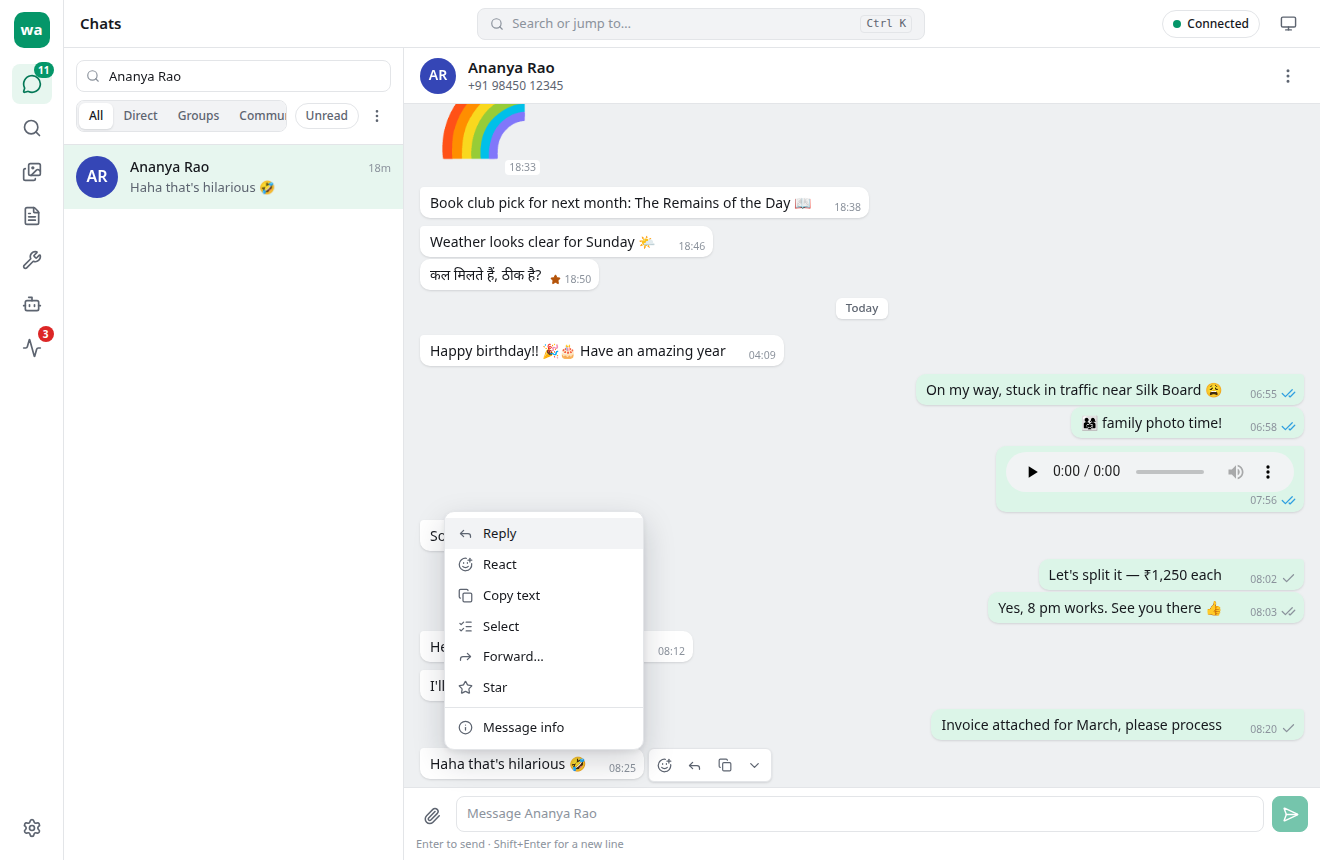 wa
Chats
Search or jump to...
Ctrl K
Connected
11
3
Ananya Rao
All
Direct
Groups
Commu
Unread
Ananya Rao
18m
Haha that's hilarious 🤣
AR
AR
Ananya Rao
+91 98450 12345
18:33
Book club pick for next month: The Remains of the Day 📖 18:38
Weather looks clear for Sunday 🌤️ 18:46
कल मिलते हैं, ठीक है? 18:50
Today
Happy birthday!! 🎉🎂 Have an amazing year 04:09
On my way, stuck in traffic near Silk Board 😩 06:55
👨‍👩‍👧 family photo time! 06:58
0:00 / 0:00
07:56
So
Let's split it — ₹1,250 each 08:02
Yes, 8 pm works. See you there 👍 08:03
He
08:12
I'll
Invoice attached for March, please process 08:20
Reply
React
Copy text
Select
Forward...
Star
Message info
Haha that's hilarious 🤣 08:25
Message Ananya Rao
Enter to send · Shift+Enter for a new line